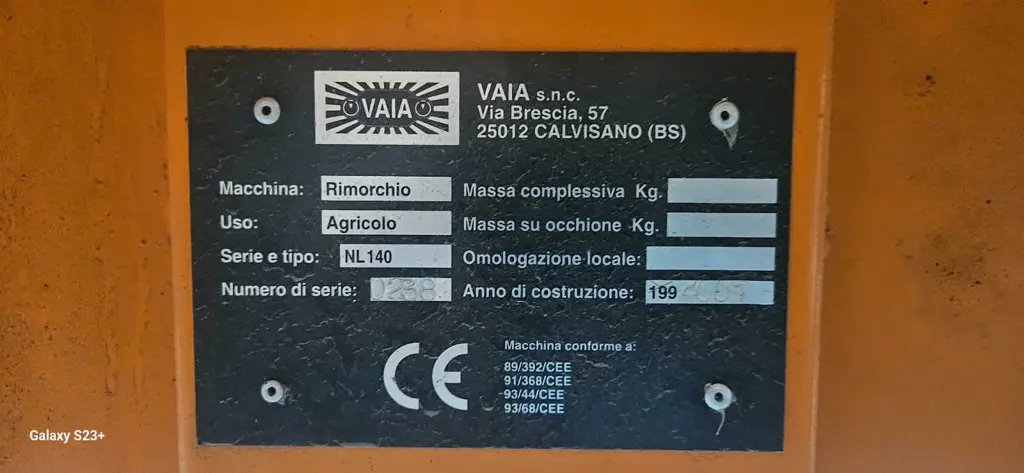 VAIA
VAIA s.n.c.
Via Brescia, 57
25012 CALVISANO (BS)
Macchina: Rimorchio
Massa complessiva Kg.
Uso: Agricolo
Massa su occhione Kg.
Serie e tipo: NL140
Omologazione locale:
Numero di serie: 0238
Anno di costruzione: 199
Macchina conforme a:
89/392/CEE
91/368/CEE
93/44/CEE
93/68/CEE
CE
Galaxy S23+